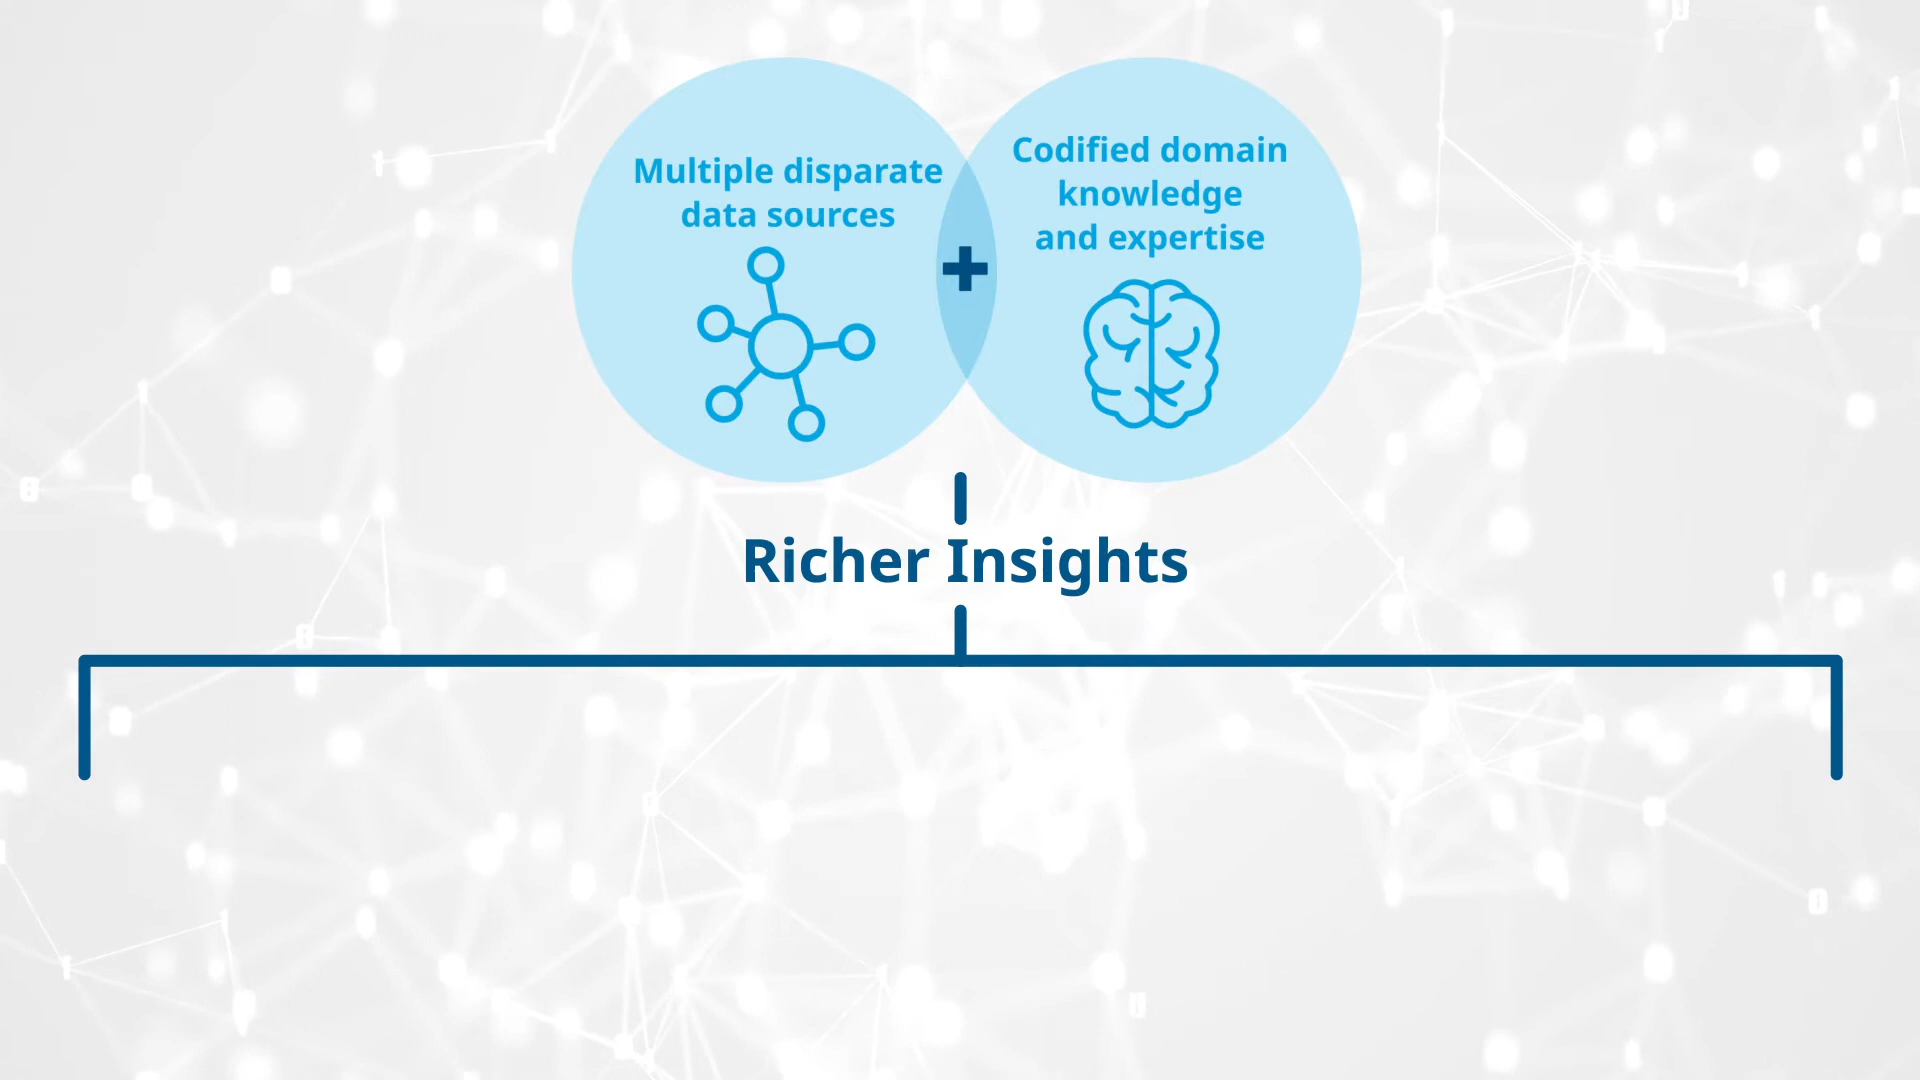 Multiple disparate
data sources
+
Codified domain
knowledge
and expertise
Richer Insights